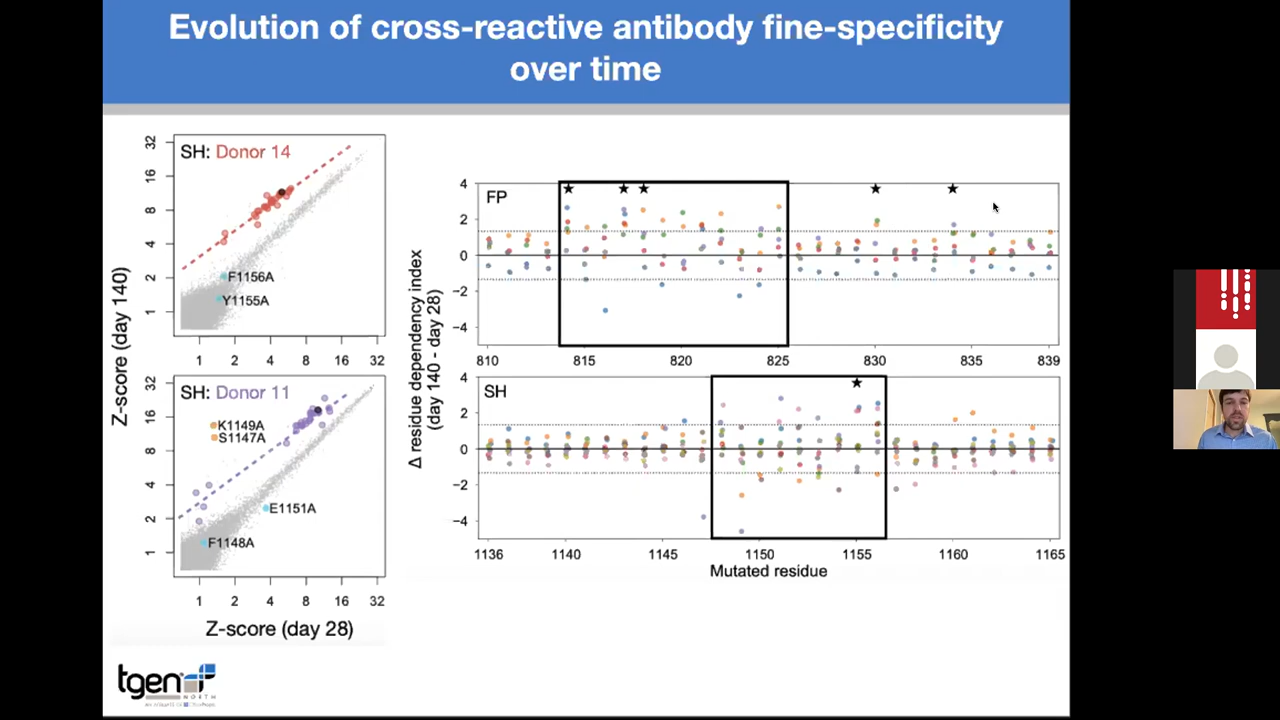 Evolution of cross-reactive antibody fine-specificity
over time
Z-score (day 140)
SH: Donor 14
32
16
8
4
2
1
F1156A
Y1155A
1 2 4 8 16 32
SH: Donor 11
32
16
8
4
2
1
K1149A
S1147A
E1151A
F1148A
1 2 4 8 16 32
Z-score (day 28)
Δ residue dependency index
(day 140 - day 28)
FP
4
2
0
−2
−4
810 815 820 825 830 835 839
SH
4
2
0
−2
−4
1136 1140 1145 1150 1155 1160 1165
Mutated residue
tgen
NORTH